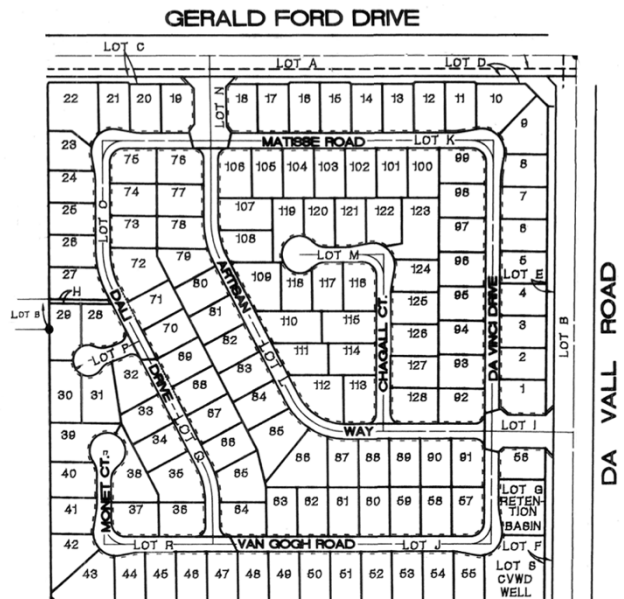 GERALD FORD DRIVE
LOT C
LOT A
LOT D
22 21 20 19 LOT N 18 17 16 15 14 13 12 11 10
9
23 MATISSE ROAD LOT K
75 76 106 105 104 103 102 101 100 99 8
24 74 77 98 7
25 LOT O 73 78 107 119 120 121 122 123 97 6
26 108 96 5
72 79 LOT M
27 80 ARTISAN 109 118 117 116 124 LOT E
H 71 81 125 95 4
LOT B 29 28 DALI 70 110 115 126 94 3 LOT B
LOT P 69 82 LOT L 111 114 127 93 2
32 DRIVE 68 83 112 113 CHAGALL CT. 128 92 DA VINCI DRIVE 1
30 31 33 67 84
39 34 LOT Q 66 85 WAY LOT I
40 MONET CT. 38 35 65 86 87 88 89 90 91 56
41 37 36 64 63 62 61 60 59 58 57 LOT G
RETEN-
TION
BASIN
42 LOT R VAN GOGH ROAD LOT J LOT F
43 44 45 46 47 48 49 50 51 52 53 54 55 LOT S
CVWD
WELL
DA VALL ROAD